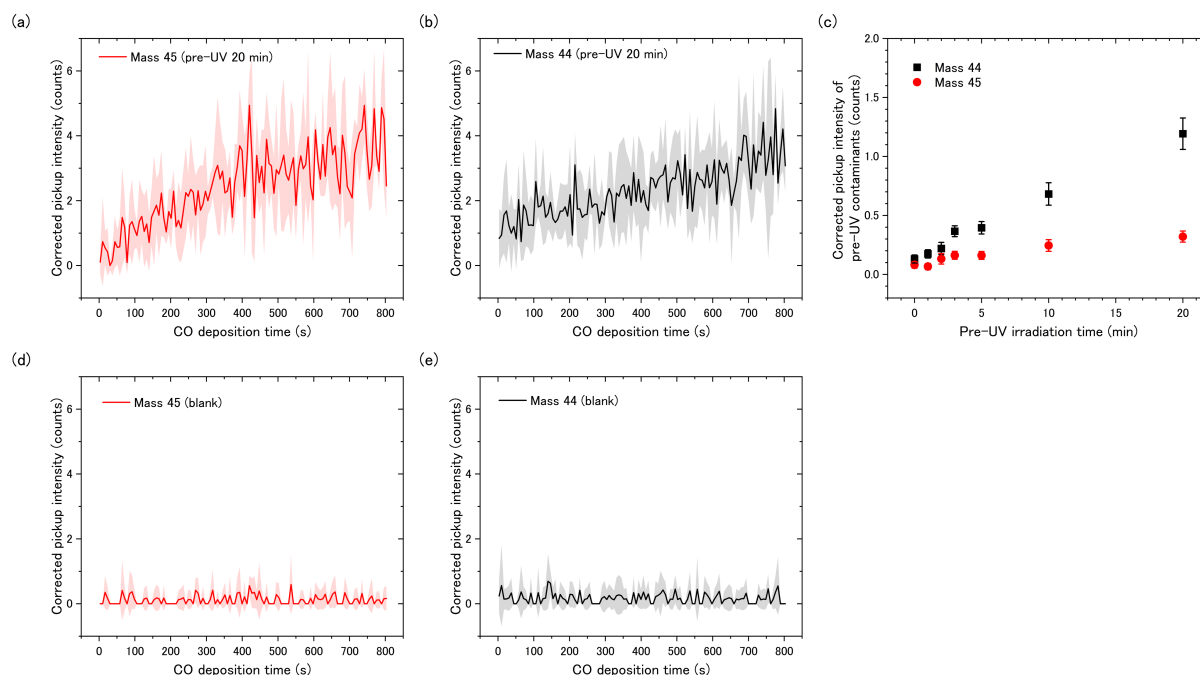 (a)
Mass 45 (pre-UV 20 min)
Corrected pickup intensity (counts)
6
4
2
0
0 100 200 300 400 500 600 700 800
CO deposition time (s)
(b)
Mass 44 (pre-UV 20 min)
Corrected pickup intensity (counts)
6
4
2
0
0 100 200 300 400 500 600 700 800
CO deposition time (s)
(c)
Mass 44
Mass 45
Corrected pickup intensity of
pre-UV contaminants (counts)
2.0
1.5
1.0
0.5
0.0
0 5 10 15 20
Pre-UV irradiation time (min)
(d)
Mass 45 (blank)
Corrected pickup intensity (counts)
6
4
2
0
0 100 200 300 400 500 600 700 800
CO deposition time (s)
(e)
Mass 44 (blank)
Corrected pickup intensity (counts)
6
4
2
0
0 100 200 300 400 500 600 700 800
CO deposition time (s)